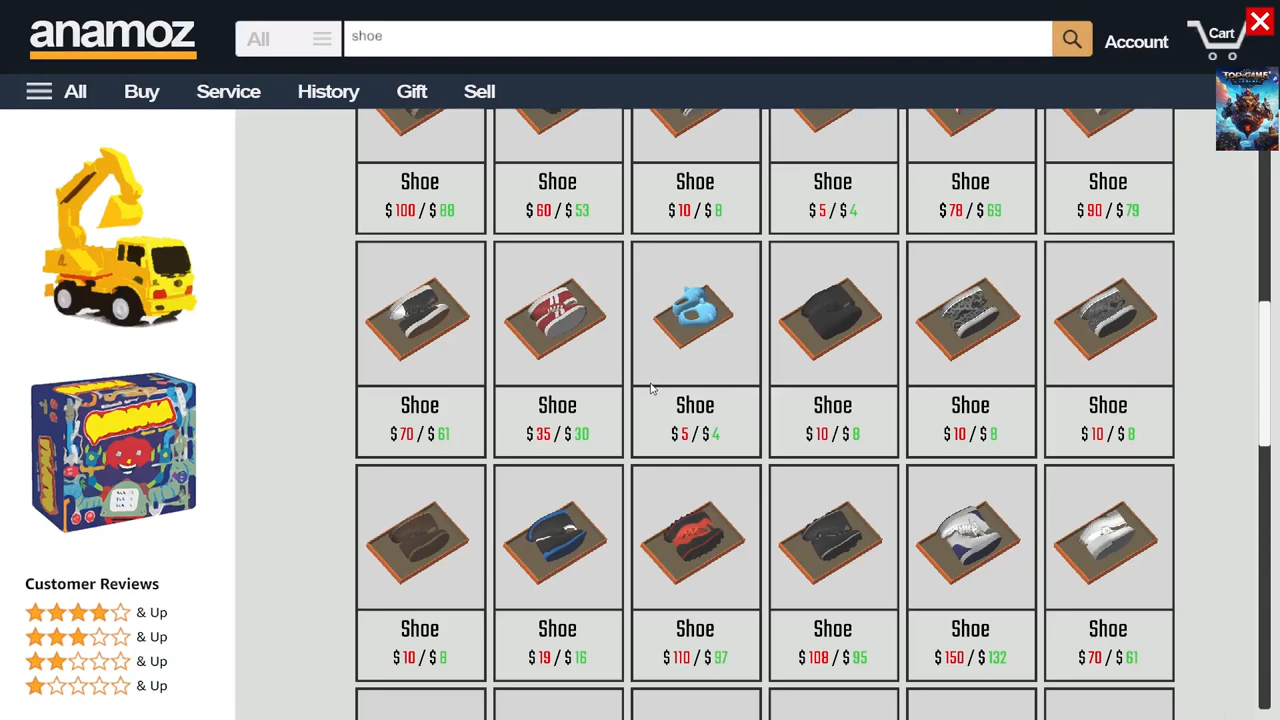 anamoz
All
shoe
Account
Cart
All Buy Service History Gift Sell
TOP GAME
Shoe Shoe Shoe Shoe Shoe Shoe
$ 100 / $ 88 $ 60 / $ 53 $ 10 / $ 8 $ 5 / $ 4 $ 78 / $ 69 $ 90 / $ 79
Shoe Shoe Shoe Shoe Shoe Shoe
$ 70 / $ 61 $ 35 / $ 30 $ 5 / $ 4 $ 10 / $ 8 $ 10 / $ 8 $ 10 / $ 8
Shoe Shoe Shoe Shoe Shoe Shoe
$ 10 / $ 8 $ 19 / $ 16 $ 110 / $ 97 $ 108 / $ 95 $ 150 / $ 132 $ 70 / $ 61
Customer Reviews
& Up
& Up
& Up
& Up